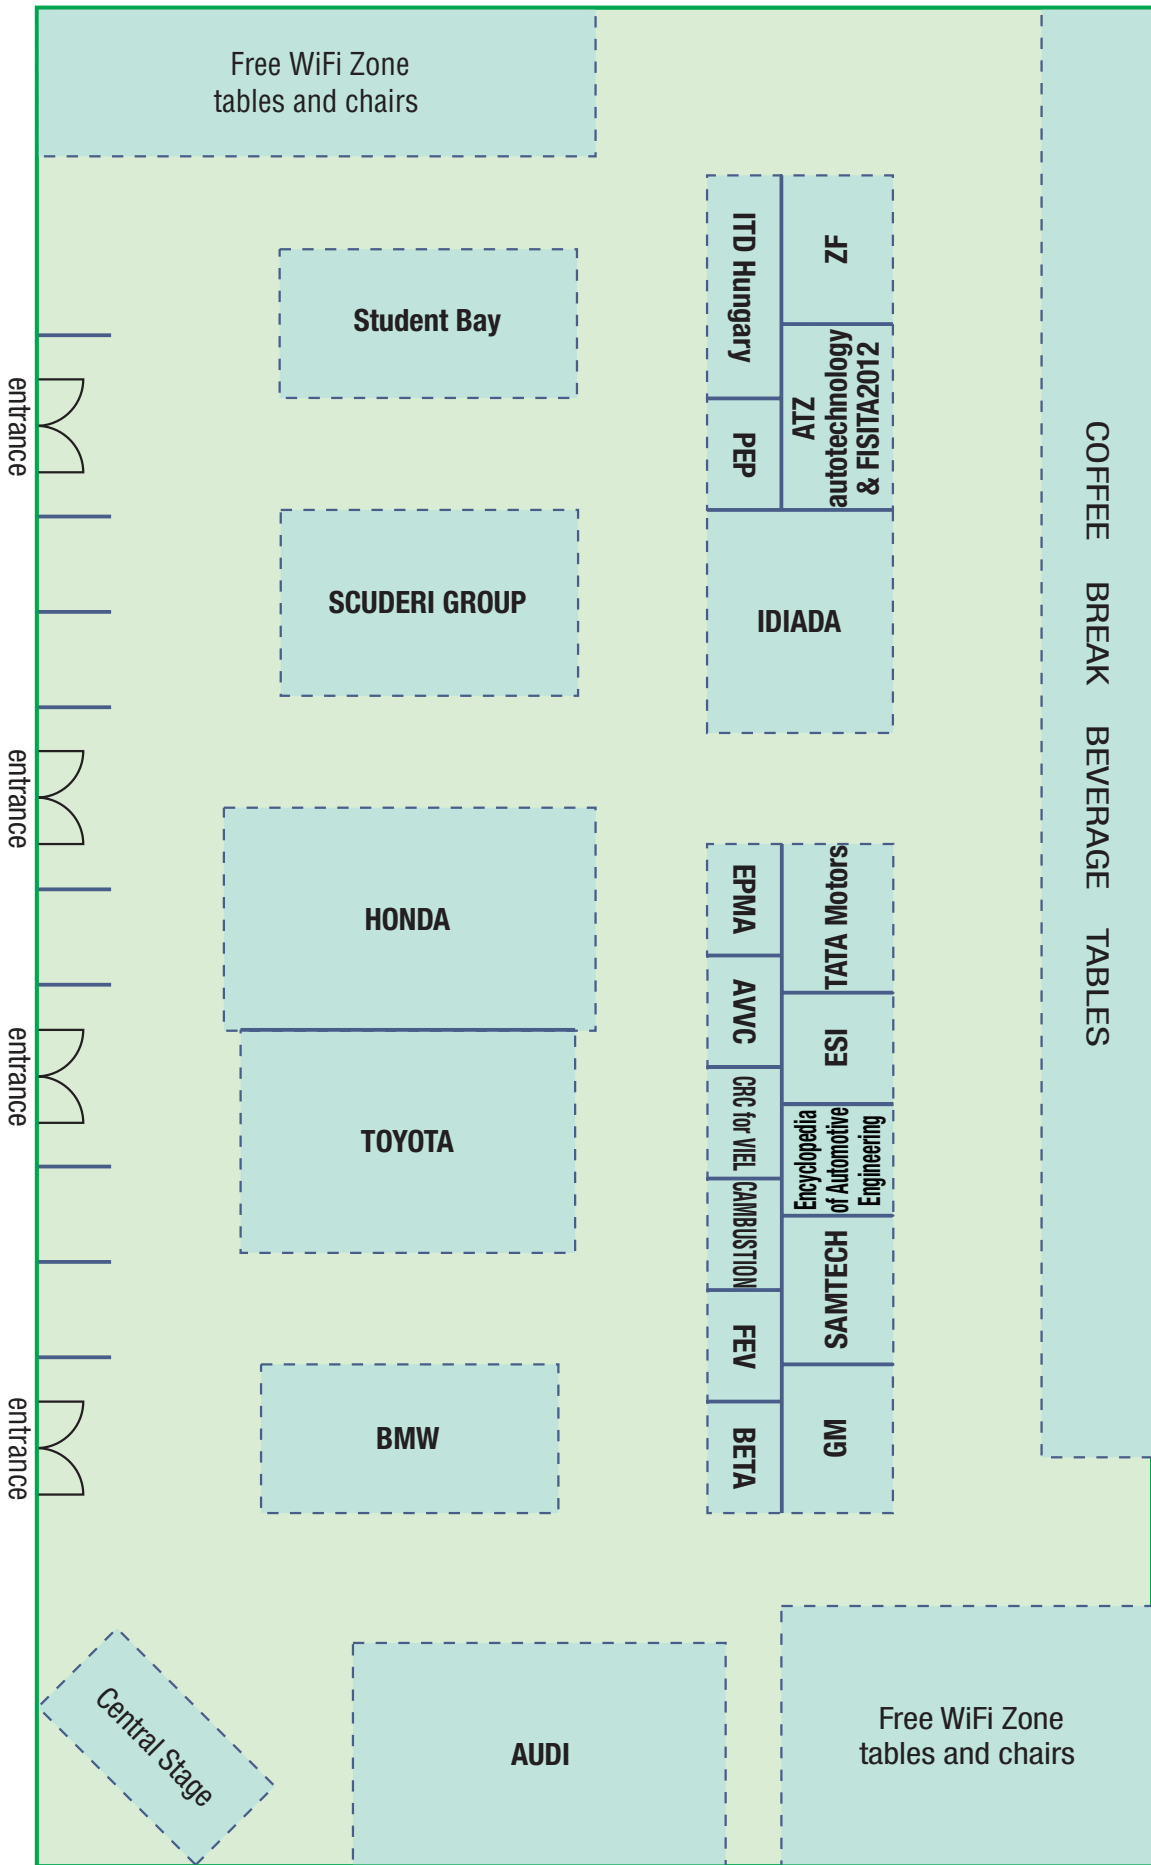 Free WiFi Zone
tables and chairs
ITD Hungary
ZF
Student Bay
ATZ
autotechnology
& FISITA2012
PEP
entrance
SCUDERI GROUP
IDIADA
COFFEE BREAK BEVERAGE TABLES
entrance
HONDA
EPMA
TATA Motors
AVVC
ESI
entrance
TOYOTA
CRC for VIEL
Encyclopedia
of Automotive
Engineering
CAMBUSTION
SAMTECH
FEV
BMW
BETA
GM
entrance
Central Stage
AUDI
Free WiFi Zone
tables and chairs